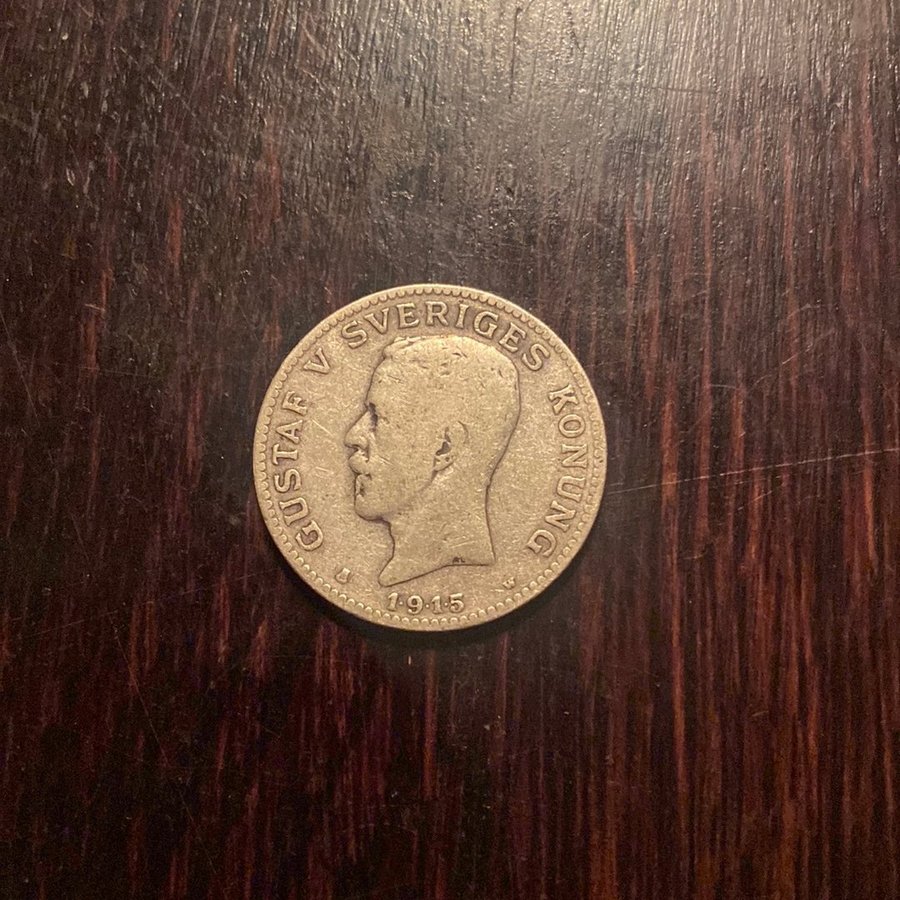 GUSTAF V SVERIGES KONUNG
W
1·9·1·5